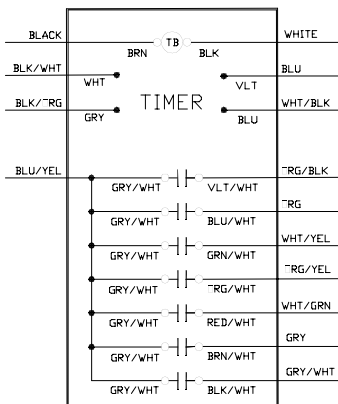 BLACK
WHITE
TB
BRN
BLK
BLK/WHT
BLU
WHT
VLT
BLK/ORG
TIMER
WHT/BLK
GRY
BLU
BLU/YEL
ORG/BLK
GRY/WHT
VLT/WHT
ORG
GRY/WHT
BLU/WHT
WHT/YEL
GRY/WHT
GRN/WHT
ORG/YEL
GRY/WHT
ORG/WHT
WHT/GRN
GRY/WHT
RED/WHT
GRY
GRY/WHT
BRN/WHT
GRY/WHT
GRY/WHT
BLK/WHT